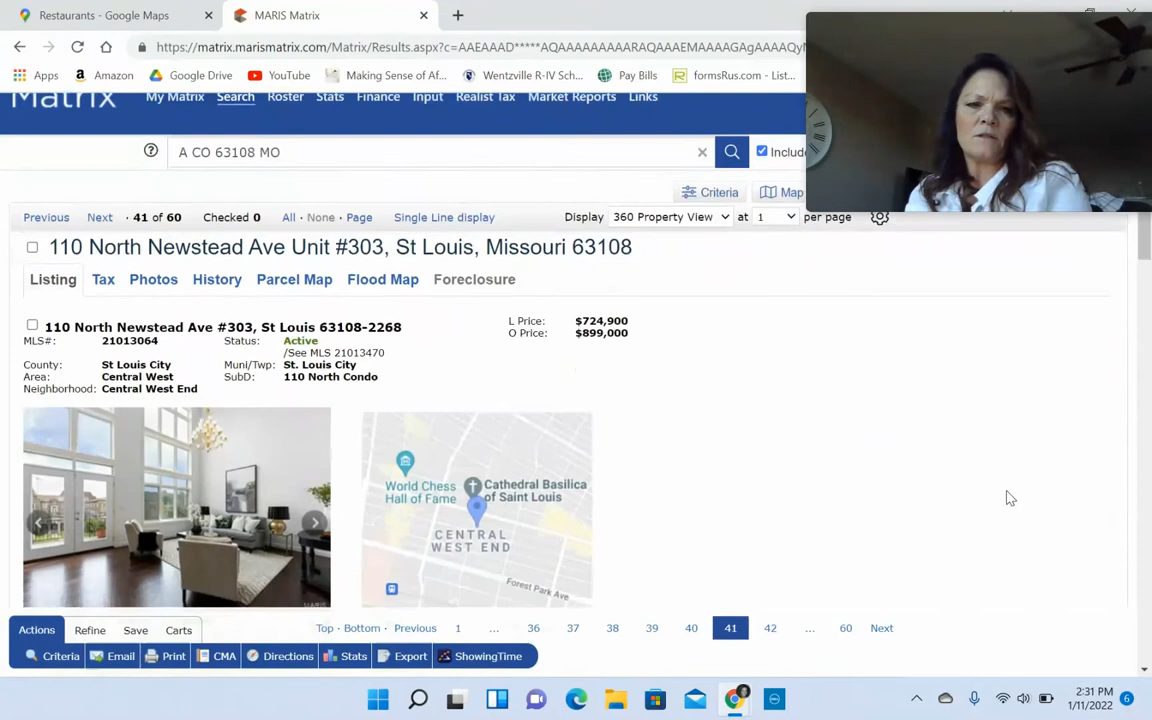 Restaurants - Google Maps
MARIS Matrix
https://matrix.marismatrix.com/Matrix/Results.aspx?c=AAEAAAD*****AQAAAAAAAAARAQAAAEMAAAAGAgAAAAQyM
Apps Amazon Google Drive YouTube Making Sense of Af... Wentzville R-IV Sch... Pay Bills formsRus.com - List...
Matrix My Matrix Search Roster Stats Finance Input Realist Tax Market Reports Links
A CO 63108 MO
Criteria Map
Previous Next · 41 of 60 Checked 0 All · None · Page Single Line display Display 360 Property View at 1 per page
110 North Newstead Ave Unit #303, St Louis, Missouri 63108
Listing Tax Photos History Parcel Map Flood Map Foreclosure
110 North Newstead Ave #303, St Louis 63108-2268
L Price: $724,900
O Price: $899,000
MLS#: 21013064 Status: Active
/See MLS 21013470
County: St Louis City Muni/Twp: St. Louis City
Area: Central West SubD: 110 North Condo
Neighborhood: Central West End
World Chess
Hall of Fame
Cathedral Basilica
of Saint Louis
CENTRAL
WEST END
Forest Park Ave
MARIS
Actions Refine Save Carts
Top · Bottom · Previous 1 ... 36 37 38 39 40 41 42 ... 60 Next
Criteria Email Print CMA Directions Stats Export ShowingTime
2:31 PM
1/11/2022
6